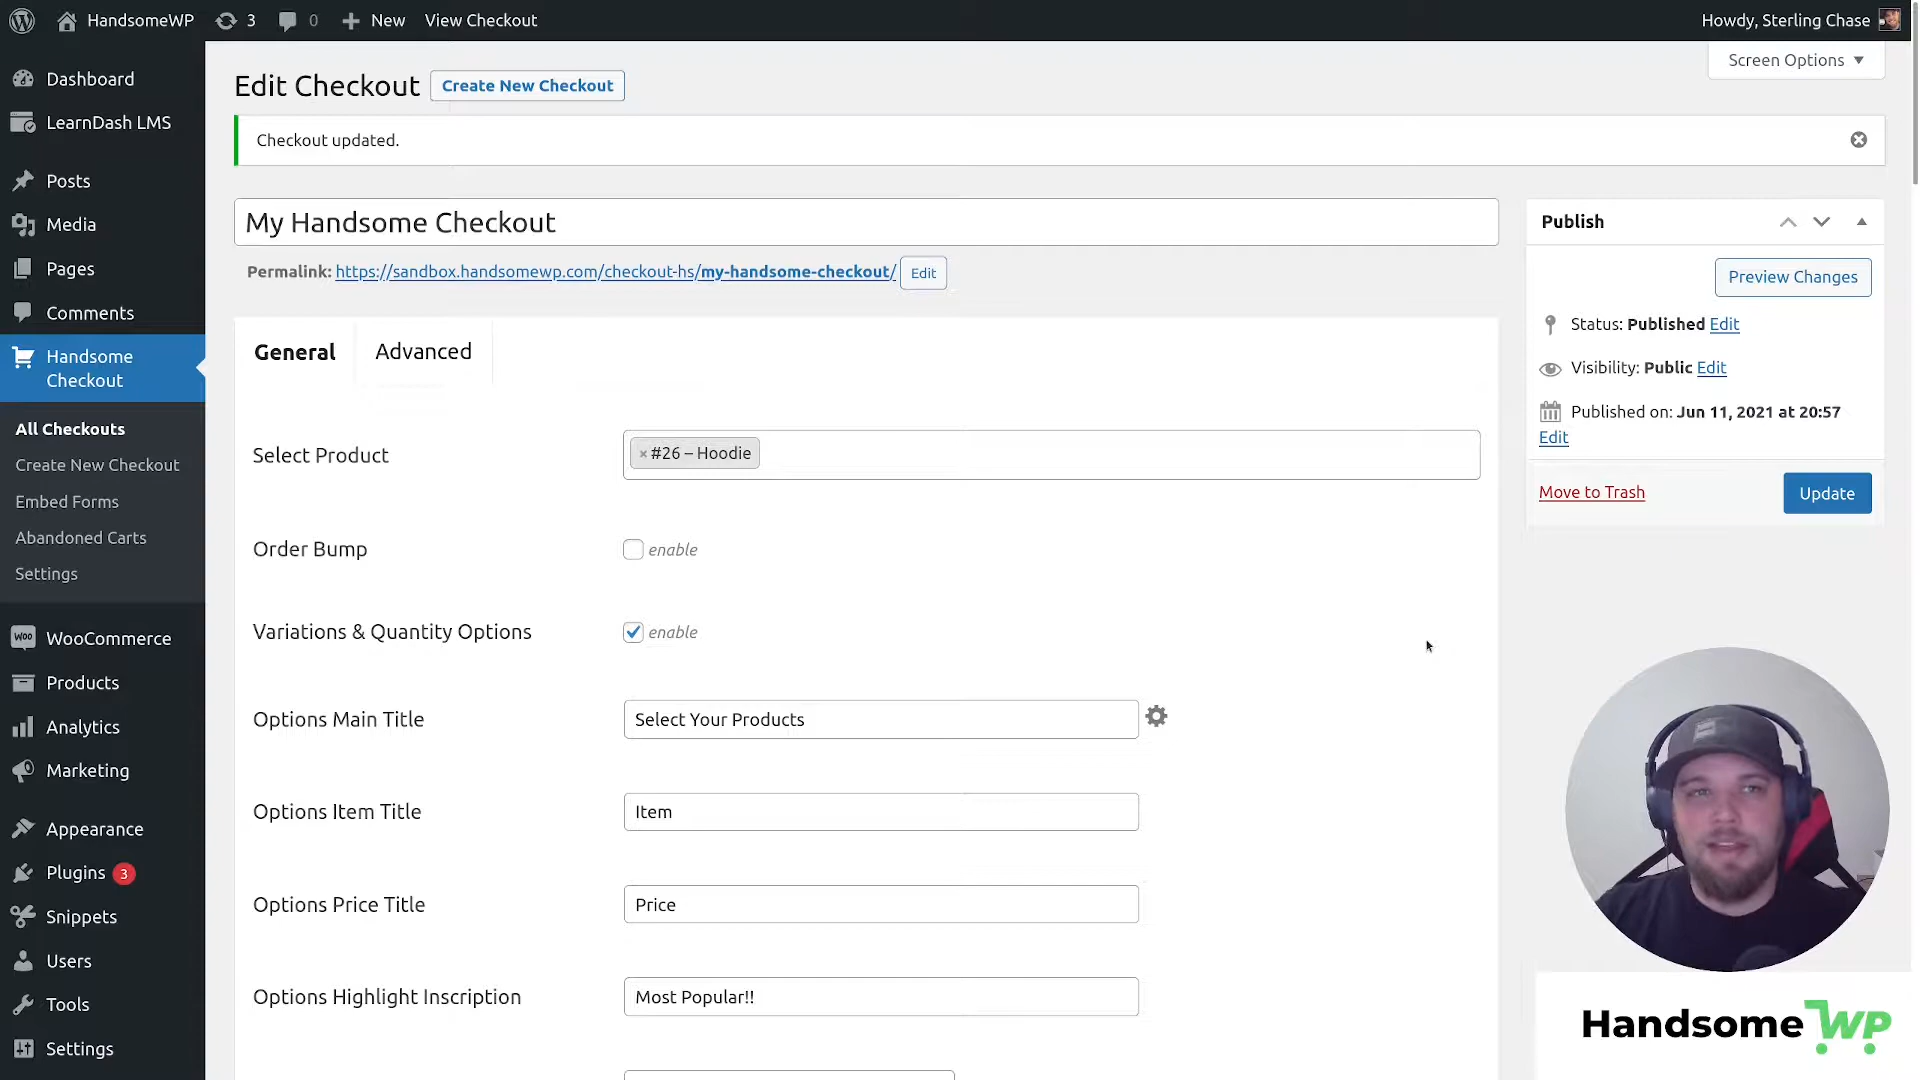 HandsomeWP
3
0
New
View Checkout
Howdy, Sterling Chase
Screen Options
Dashboard
LearnDash LMS
Posts
Media
Pages
Comments
Handsome
Checkout
All Checkouts
Create New Checkout
Embed Forms
Abandoned Carts
Settings
WooCommerce
Products
Analytics
Marketing
Appearance
Plugins 3
Snippets
Users
Tools
Settings
Edit Checkout
Create New Checkout
Checkout updated.
My Handsome Checkout
Permalink: https://sandbox.handsomewp.com/checkout-hs/my-handsome-checkout/ Edit
General
Advanced
Select Product
× #26 – Hoodie
Order Bump
enable
Variations & Quantity Options
enable
Options Main Title
Select Your Products
Options Item Title
Item
Options Price Title
Price
Options Highlight Inscription
Most Popular!!
Publish
Preview Changes
Status: Published Edit
Visibility: Public Edit
Published on: Jun 11, 2021 at 20:57
Edit
Move to Trash
Update
Handsome WP